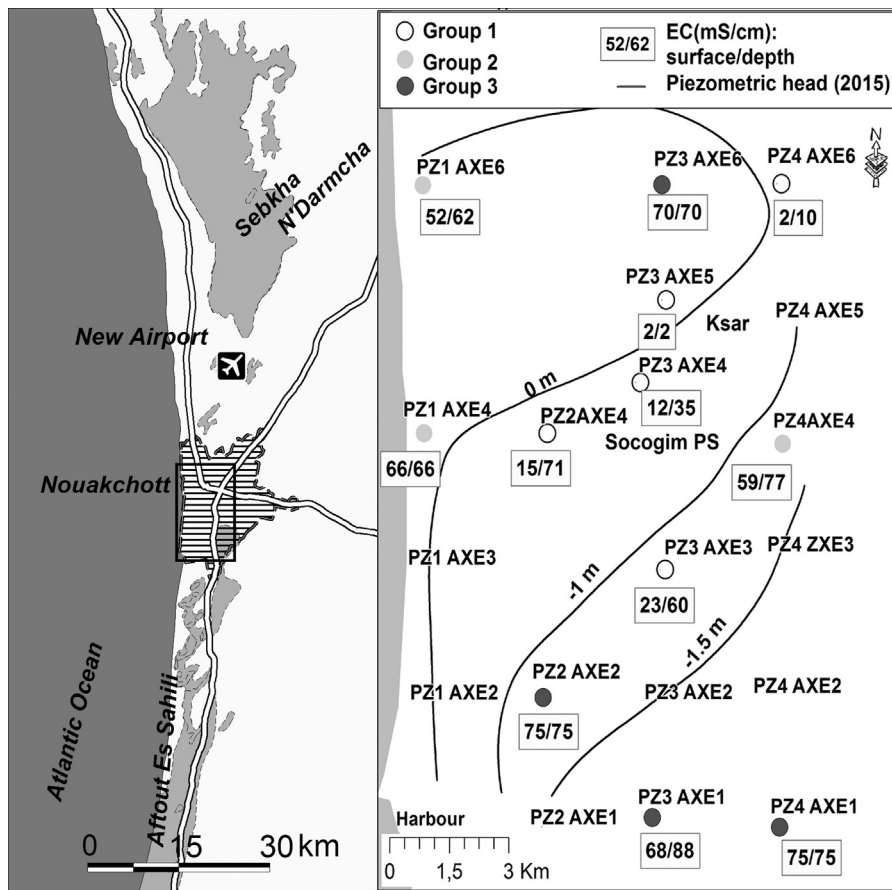 Sebkha
N'Darmcha
New Airport
Nouakchott
Atlantic Ocean
Aftout Es Sahili
0 15 30 km
Group 1
Group 2
Group 3
52/62
EC(mS/cm):
surface/depth
Piezometric head (2015)
N
PZ1 AXE6
52/62
PZ3 AXE6
70/70
PZ4 AXE6
2/10
PZ3 AXE5
2/2
Ksar
PZ4 AXE5
0 m
PZ3 AXE4
12/35
PZ1 AXE4
66/66
PZ2AXE4
15/71
Socogim PS
PZ4AXE4
59/77
PZ1 AXE3
-1 m
PZ3 AXE3
23/60
PZ4 ZXE3
-1.5 m
PZ1 AXE2
PZ2 AXE2
75/75
PZ3 AXE2
PZ4 AXE2
Harbour
0 1,5 3 Km
PZ2 AXE1
PZ3 AXE1
68/88
PZ4 AXE1
75/75